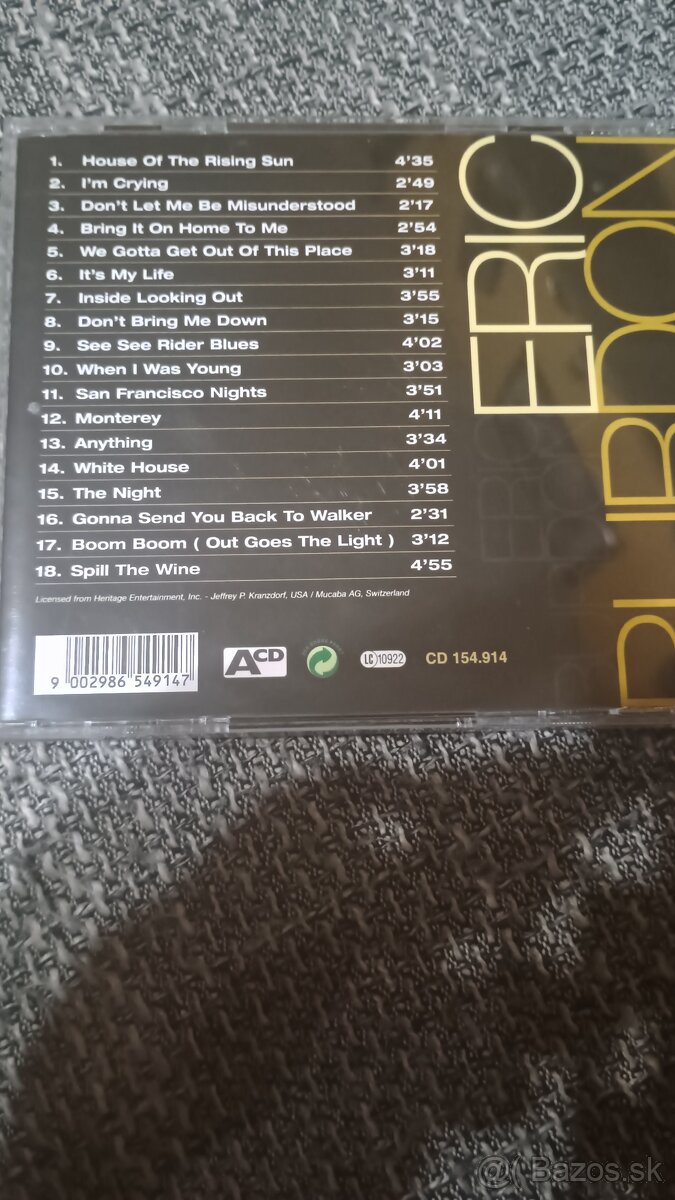 1. House Of The Rising Sun 4'35
2. I'm Crying 2'49
3. Don't Let Me Be Misunderstood 2'17
4. Bring It On Home To Me 2'54
5. We Gotta Get Out Of This Place 3'18
6. It's My Life 3'11
7. Inside Looking Out 3'55
8. Don't Bring Me Down 3'15
9. See See Rider Blues 4'02
10. When I Was Young 3'03
11. San Francisco Nights 3'51
12. Monterey 4'11
13. Anything 3'34
14. White House 4'01
15. The Night 3'58
16. Gonna Send You Back To Walker 2'31
17. Boom Boom ( Out Goes The Light ) 3'12
18. Spill The Wine 4'55
Licensed from Heritage Entertainment, Inc. - Jeffrey P. Kranzdorf, USA / Mucaba AG, Switzerland
9 002986 549147
ACD
LC 10922
CD 154.914
ERIC
BURDON
@ Bazos.sk